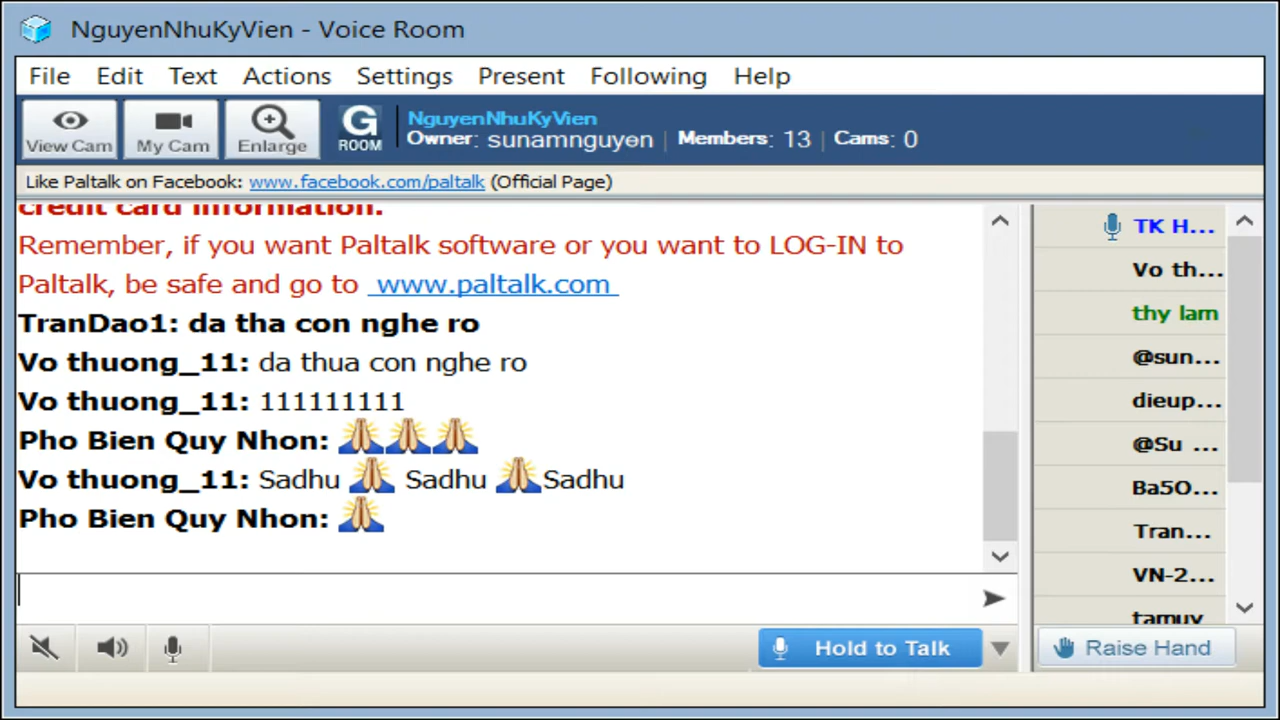 NguyenNhuKyVien - Voice Room
File Edit Text Actions Settings Present Following Help
View Cam My Cam Enlarge G ROOM
NguyenNhuKyVien
Owner: sunamnguyen | Members: 13 | Cams: 0
Like Paltalk on Facebook: www.facebook.com/paltalk (Official Page)
credit card information.
Remember, if you want Paltalk software or you want to LOG-IN to
Paltalk, be safe and go to www.paltalk.com
TranDao1: da tha con nghe ro
Vo thuong_11: da thua con nghe ro
Vo thuong_11: 111111111
Pho Bien Quy Nhon: 🙏🙏🙏
Vo thuong_11: Sadhu 🙏 Sadhu 🙏Sadhu
Pho Bien Quy Nhon: 🙏
TK H...
Vo th...
thy lam
@sun...
dieup...
@Su ...
Ba5O...
Tran...
VN-2...
tamuy
Hold to Talk
Raise Hand